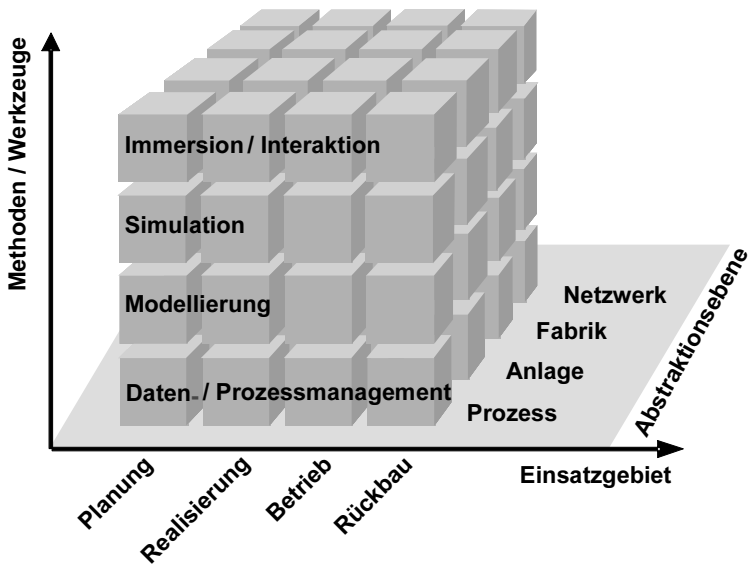 Methoden / Werkzeuge
Immersion / Interaktion
Simulation
Modellierung
Daten- / Prozessmanagement
Netzwerk
Fabrik
Anlage
Prozess
Abstraktionsebene
Einsatzgebiet
Planung
Realisierung
Betrieb
Rückbau